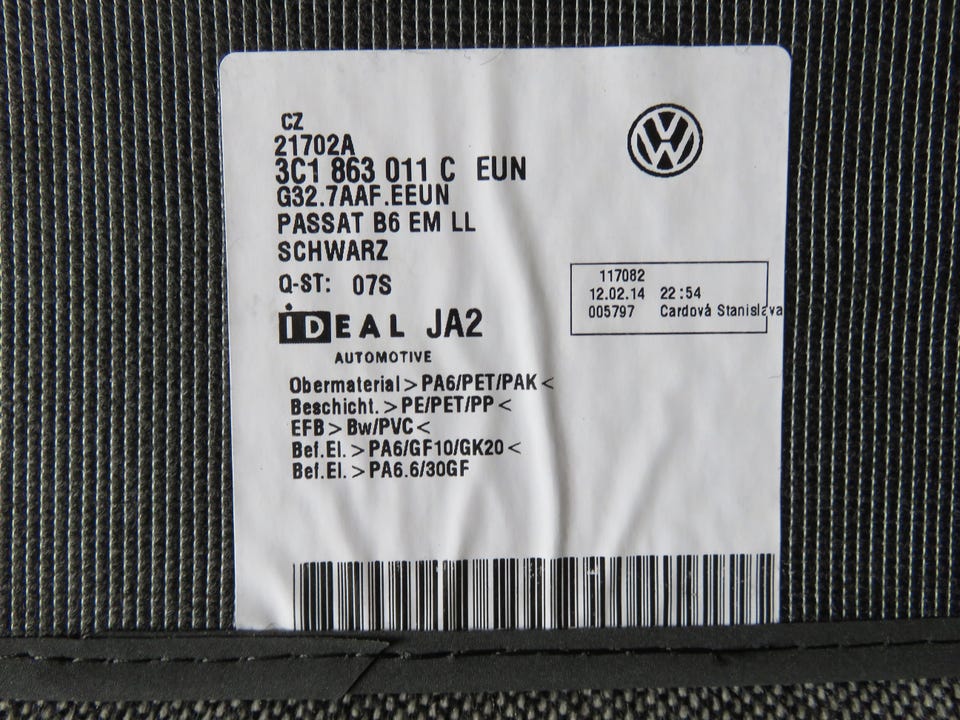 CZ
21702A
3C1 863 011 C EUN
G32.7AAF.EEUN
PASSAT B6 EM LL
SCHWARZ
Q-ST: 07S
iDEAL JA2
AUTOMOTIVE
Obermaterial>PA6/PET/PAK<
Beschicht.>PE/PET/PP<
EFB>Bw/PVC<
Bef.El.>PA6/GF10/GK20<
Bef.El.>PA6.6/30GF
VW
117082
12.02.14 22:54
005797 Cardová Stanislava